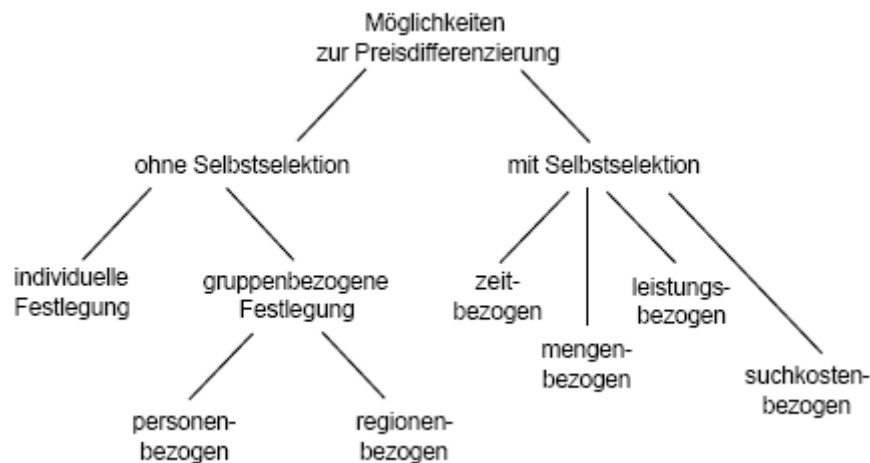 Möglichkeiten
zur Preisdifferenzierung
ohne Selbstselektion
mit Selbstselektion
individuelle
Festlegung
gruppenbezogene
Festlegung
zeit-
bezogen
mengen-
bezogen
leistungs-
bezogen
suchkosten-
bezogen
personen-
bezogen
regionen-
bezogen